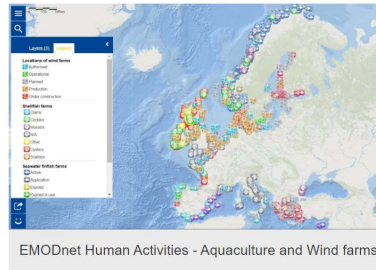 Layers (3) Legend
Locations of wind farms
Authorised
Operational
Planned
Production
Under construction
Shellfish farms
Clams
Cockles
Mussels
N/A
Other
Oysters
Scallops
Seawater finfish farms
Active
Application
Expired
EMODnet Human Activities - Aquaculture and Wind farms